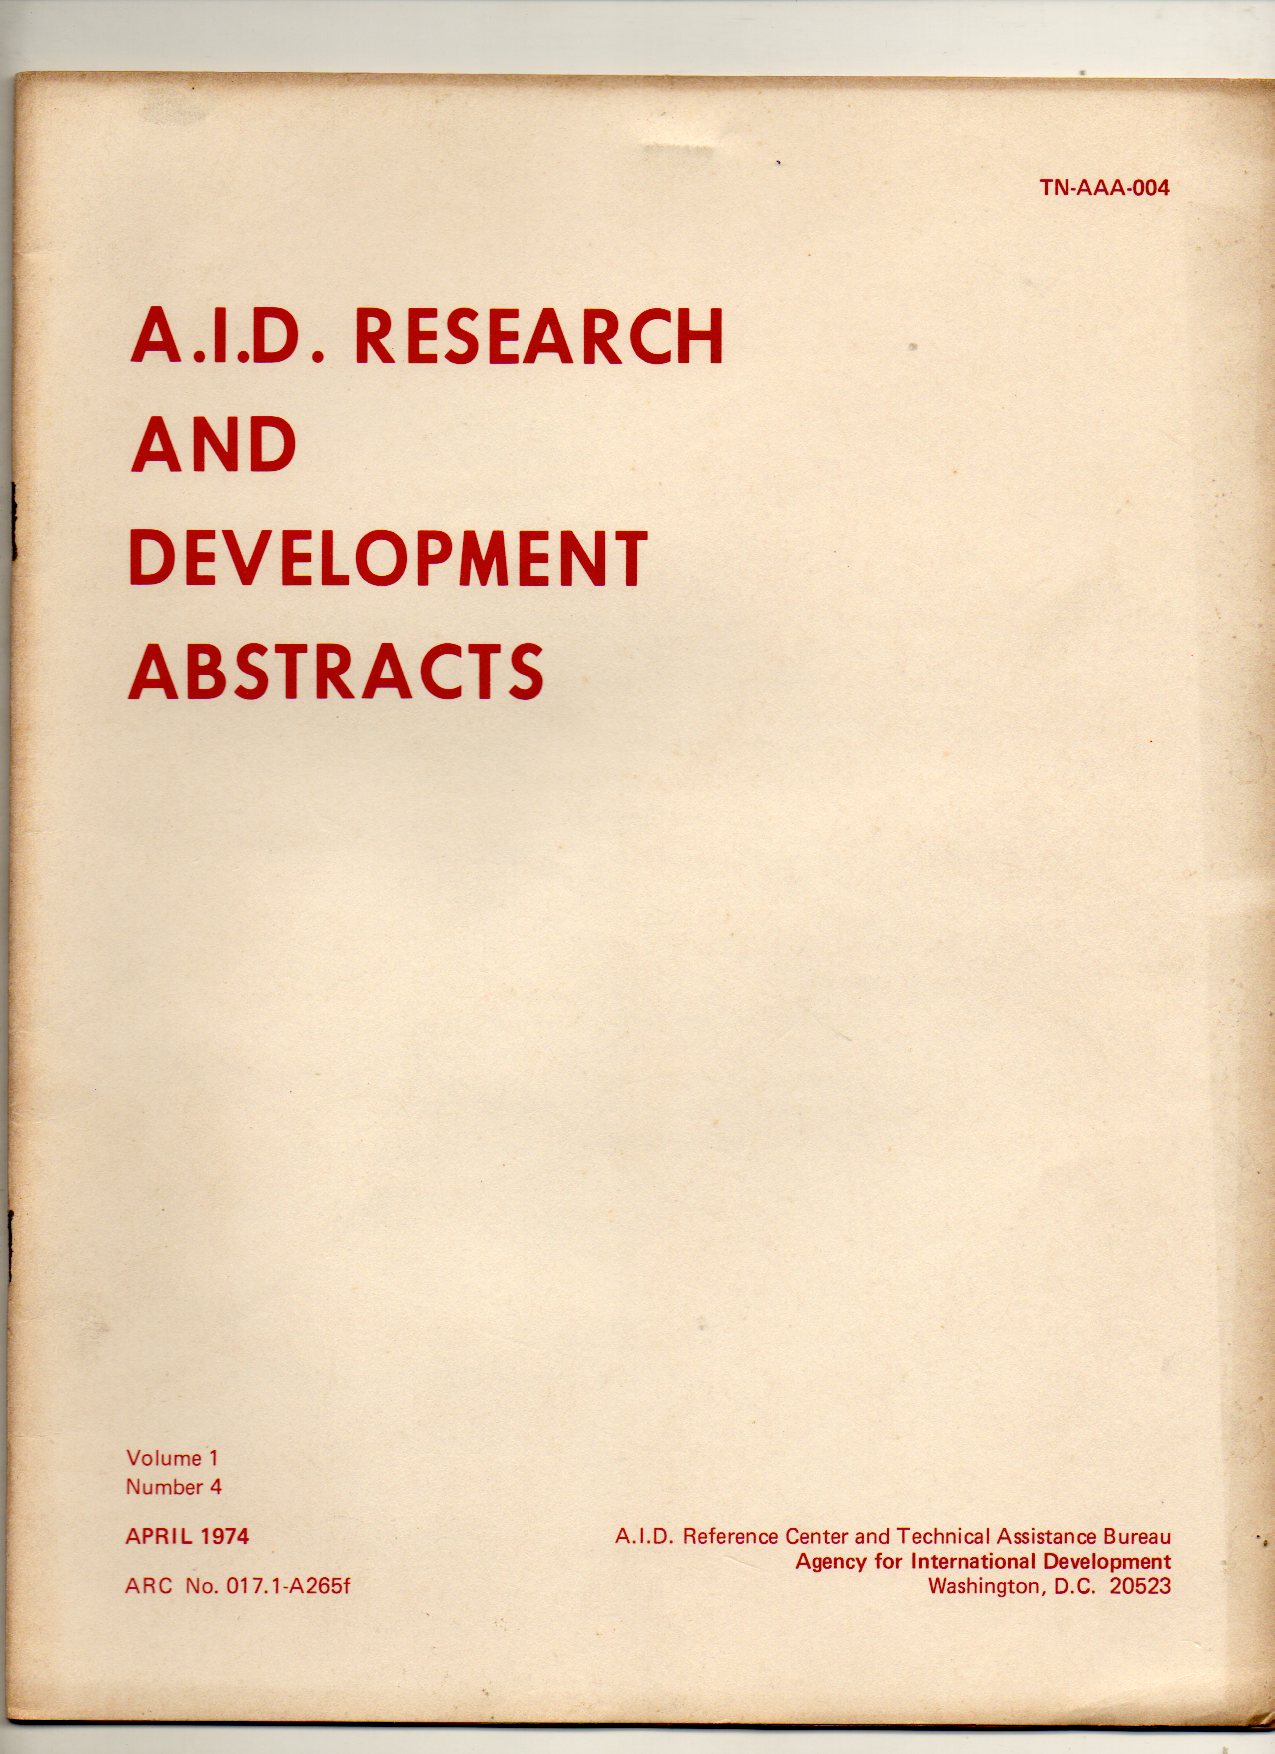 TN-AAA-004
A.I.D. RESEARCH
AND
DEVELOPMENT
ABSTRACTS
Volume 1
Number 4
APRIL 1974
ARC No. 017.1-A265f
A.I.D. Reference Center and Technical Assistance Bureau
Agency for International Development
Washington, D.C. 20523